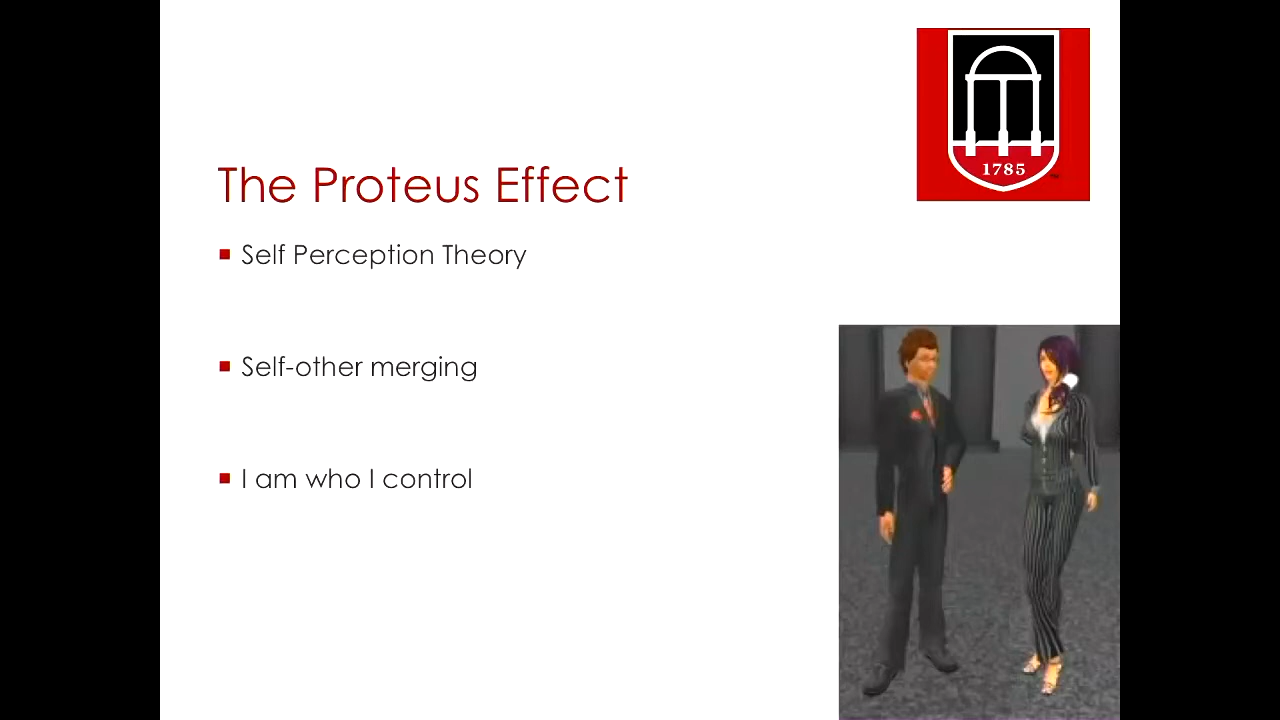 1785
The Proteus Effect
Self Perception Theory
Self-other merging
I am who I control